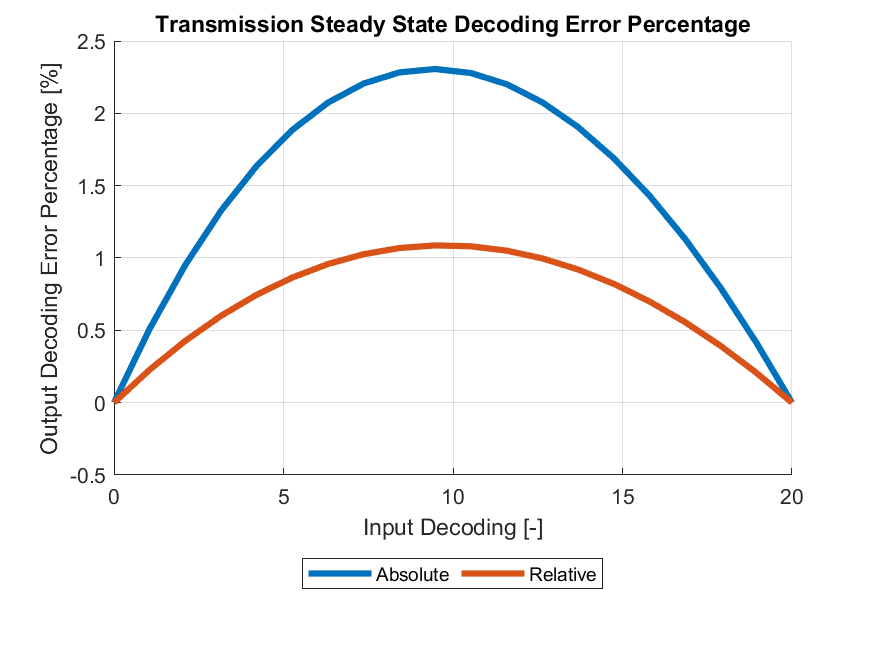 Transmission Steady State Decoding Error Percentage
Output Decoding Error Percentage [%]
2.5
2
1.5
1
0.5
0
-0.5
0 5 10 15 20
Input Decoding [-]
Absolute Relative